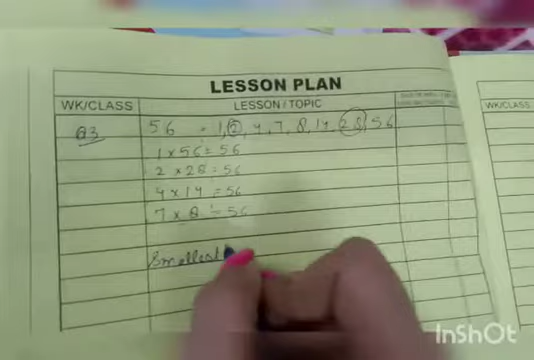 LESSON PLAN
WK/CLASS LESSON / TOPIC
Q3 56 = 1, 2, 4, 7, 8, 14, 28, 56
1 x 56 = 56
2 x 28 = 56
4 x 14 = 56
7 x 8 = 56
Smallest
WK/CLASS
InShOt